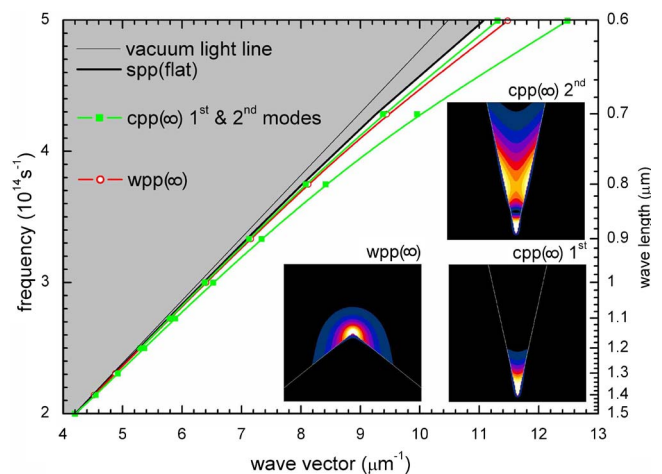 vacuum light line
spp(flat)
cpp(∞) 1st & 2nd modes
wpp(∞)
cpp(∞) 2nd
wpp(∞)
cpp(∞) 1st
frequency (10^14 s^-1)
5
4
3
2
wave length (μm)
0.6
0.7
0.8
0.9
1
1.1
1.2
1.3
1.4
1.5
4 5 6 7 8 9 10 11 12 13
wave vector (μm^-1)